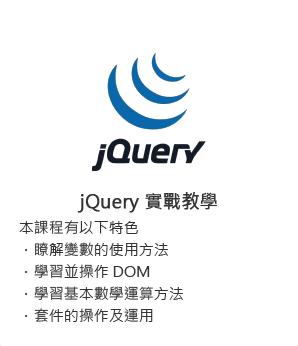 jQuery
jQuery 實戰教學
本課程有以下特色
．瞭解變數的使用方法
．學習並操作 DOM
．學習基本數學運算方法
．套件的操作及運用